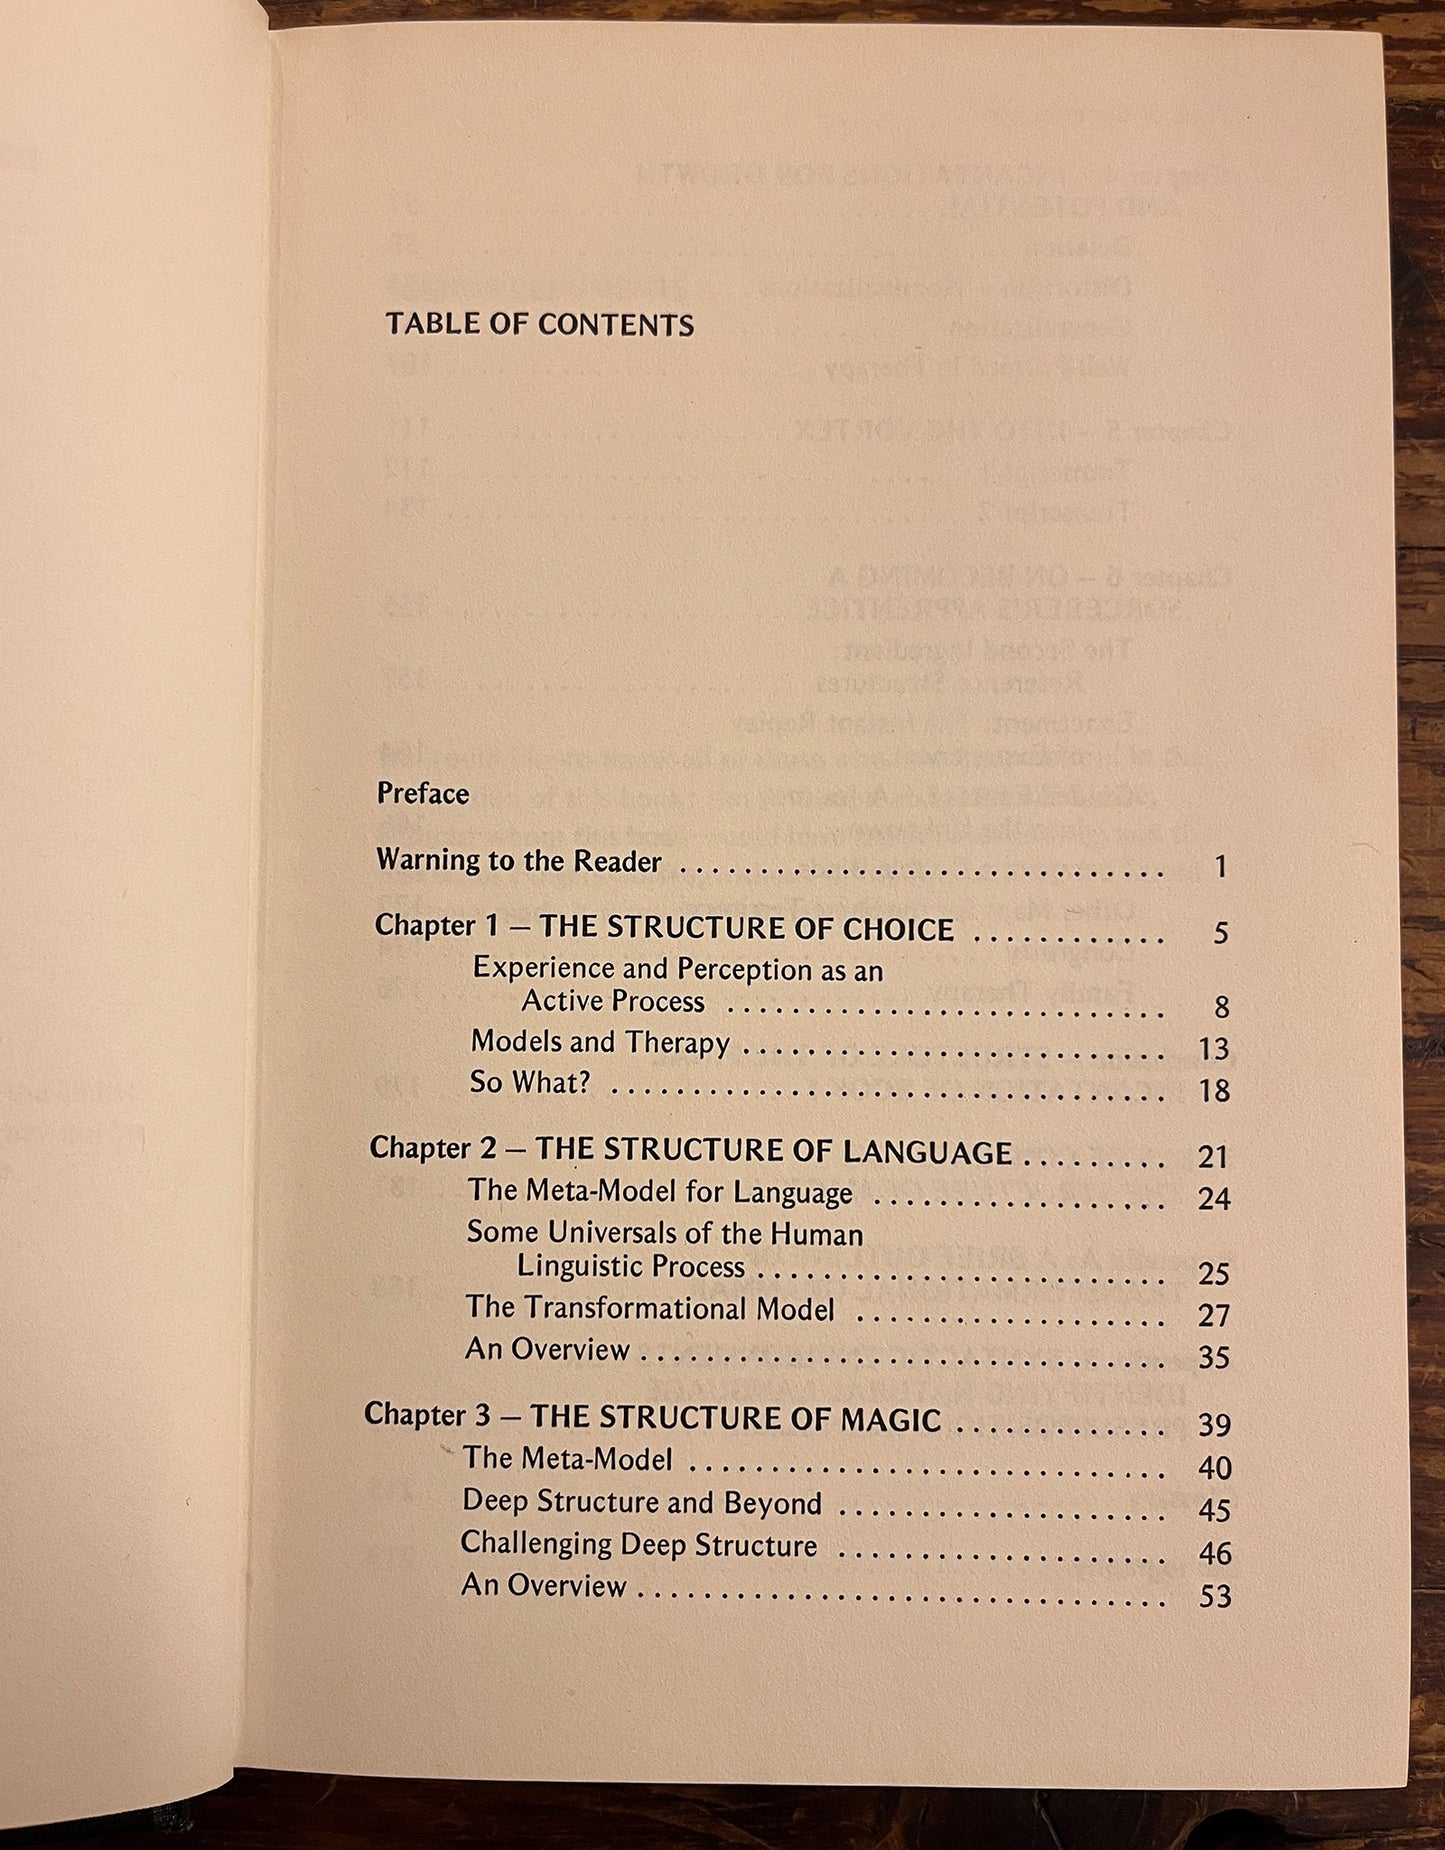 TABLE OF CONTENTS
Preface
Warning to the Reader .............................. 1
Chapter 1 – THE STRUCTURE OF CHOICE ............ 5
Experience and Perception as an
Active Process ........................... 8
Models and Therapy .......................... 13
So What? .................................. 18
Chapter 2 – THE STRUCTURE OF LANGUAGE ......... 21
The Meta-Model for Language .................. 24
Some Universals of the Human
Linguistic Process ......................... 25
The Transformational Model ................... 27
An Overview ................................ 35
Chapter 3 – THE STRUCTURE OF MAGIC ............. 39
The Meta-Model ............................. 40
Deep Structure and Beyond .................... 45
Challenging Deep Structure .................... 46
An Overview ................................ 53